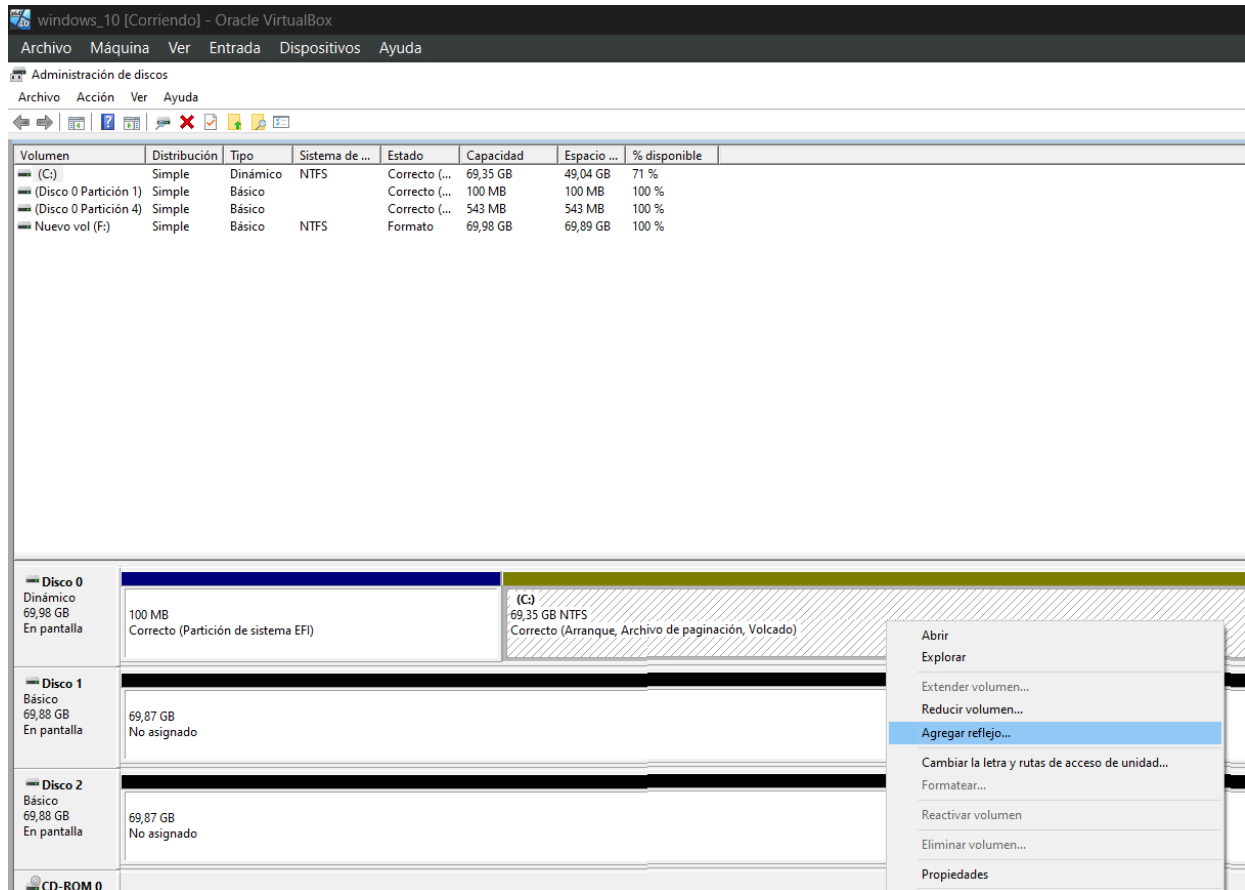 windows_10 [Corriendo] - Oracle VirtualBox
Archivo Máquina Ver Entrada Dispositivos Ayuda
Administración de discos
Archivo Acción Ver Ayuda
Volumen Distribución Tipo Sistema de ... Estado Capacidad Espacio ... % disponible
(C:) Simple Dinámico NTFS Correcto (... 69,35 GB 49,04 GB 71 %
(Disco 0 Partición 1) Simple Básico Correcto (... 100 MB 100 MB 100 %
(Disco 0 Partición 4) Simple Básico Correcto (... 543 MB 543 MB 100 %
Nuevo vol (F:) Simple Básico NTFS Formato 69,98 GB 69,89 GB 100 %
Disco 0
Dinámico
69,98 GB
En pantalla
100 MB
Correcto (Partición de sistema EFI)
(C:)
69,35 GB NTFS
Correcto (Arranque, Archivo de paginación, Volcado)
Disco 1
Básico
69,88 GB
En pantalla
69,87 GB
No asignado
Disco 2
Básico
69,88 GB
En pantalla
69,87 GB
No asignado
CD-ROM 0
Abrir
Explorar
Extender volumen...
Reducir volumen...
Agregar reflejo...
Cambiar la letra y rutas de acceso de unidad...
Formatear...
Reactivar volumen
Eliminar volumen...
Propiedades